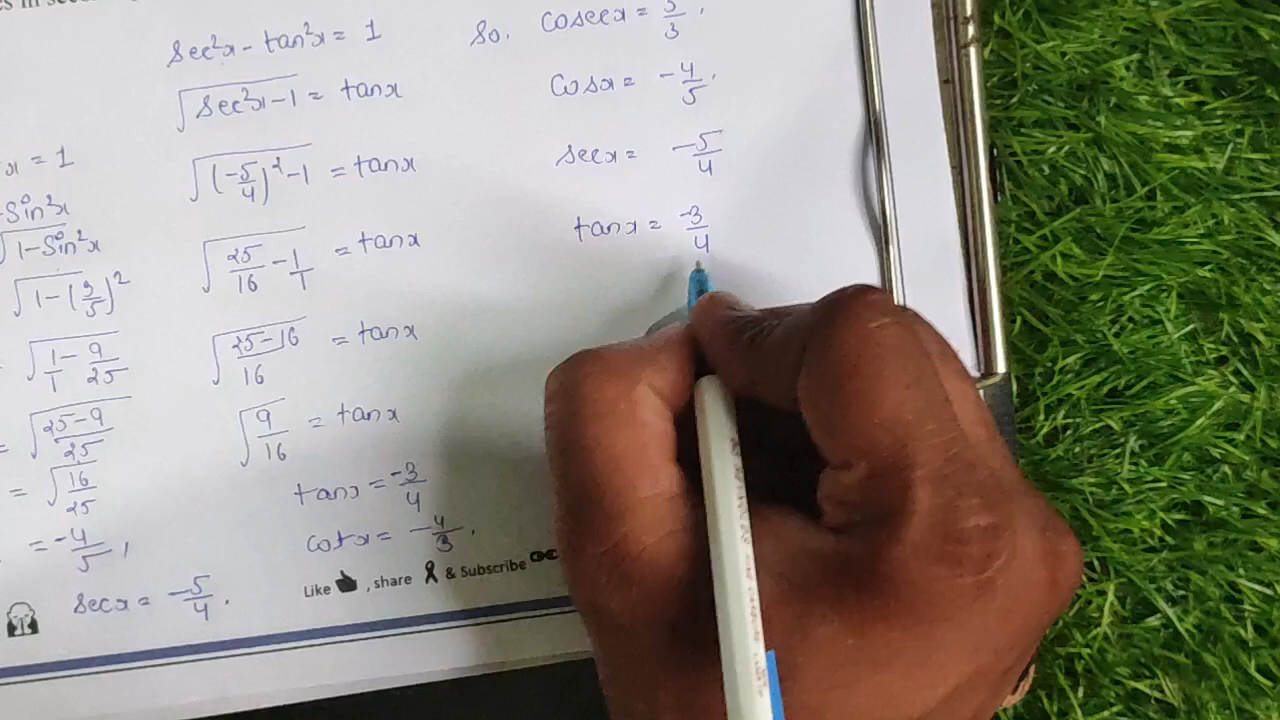 sec²x - tan²x = 1
√(sec²x - 1) = tanx
√((-5/4)² - 1) = tanx
√(25/16 - 1/1) = tanx
√((25-16)/16) = tanx
√(9/16) = tanx
tanx = -3/4
cotx = -4/3.
x = 1
-Sin²x
√(1-Sin²x)
√(1-(3/5)²)
= √(1/1 - 9/25)
= √((25-9)/25)
= √(16/25)
= -4/5,
secx = -5/4.
So. Cosecx = 5/3.
Cosx = -4/5.
secx = -5/4
tanx = -3/4
Like , share & Subscribe